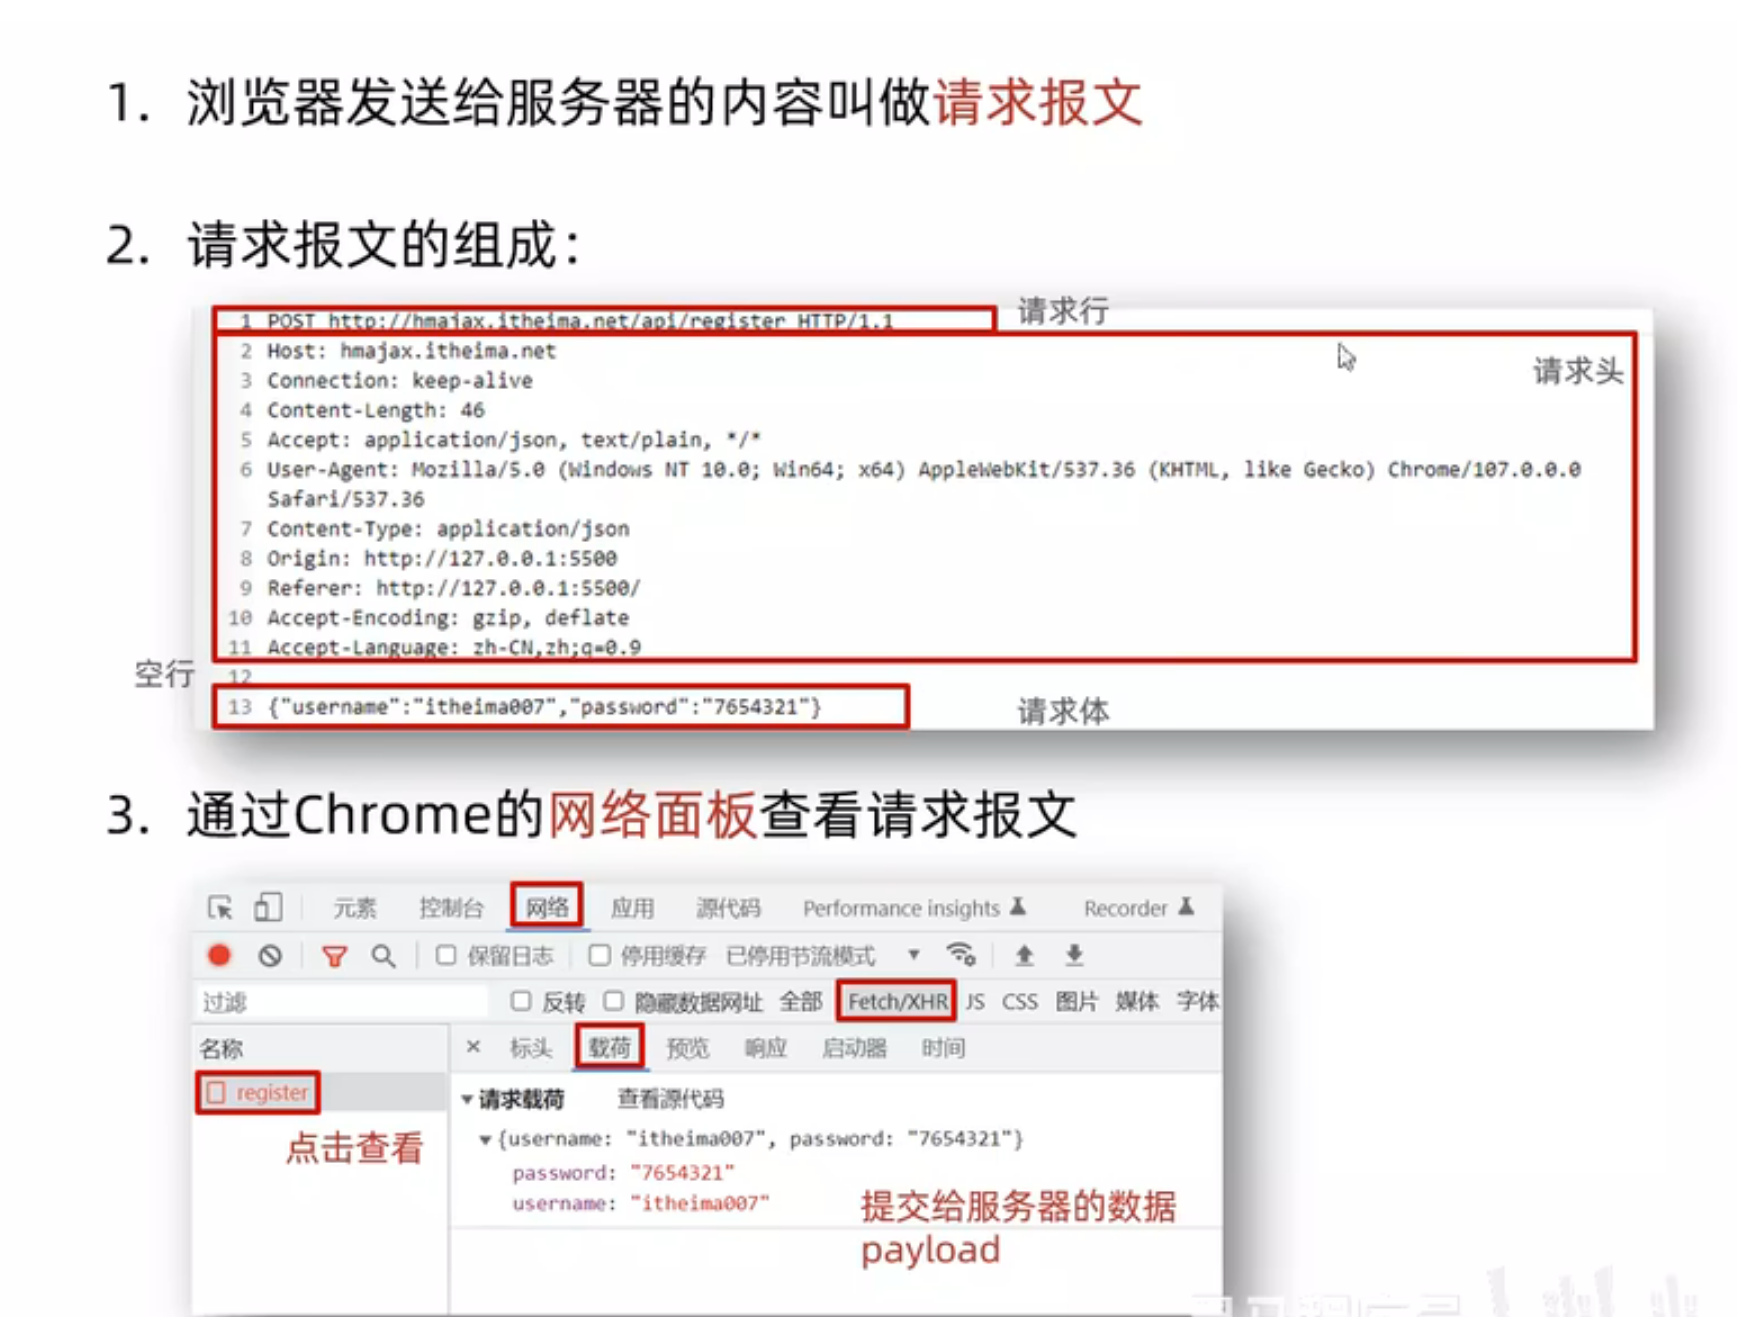 1. 浏览器发送给服务器的内容叫做请求报文
2. 请求报文的组成：
请求行
1 POST http://hmajax.itheima.net/api/register HTTP/1.1
请求头
2 Host: hmajax.itheima.net
3 Connection: keep-alive
4 Content-Length: 46
5 Accept: application/json, text/plain, */*
6 User-Agent: Mozilla/5.0 (Windows NT 10.0; Win64; x64) AppleWebKit/537.36 (KHTML, like Gecko) Chrome/107.0.0.0
Safari/537.36
7 Content-Type: application/json
8 Origin: http://127.0.0.1:5500
9 Referer: http://127.0.0.1:5500/
10 Accept-Encoding: gzip, deflate
11 Accept-Language: zh-CN,zh;q=0.9
空行
12
13 {"username":"itheima007","password":"7654321"}
请求体
3. 通过Chrome的网络面板查看请求报文
元素 控制台 网络 应用 源代码 Performance insights Recorder
保留日志 停用缓存 已停用节流模式
过滤 反转 隐藏数据网址 全部 Fetch/XHR JS CSS 图片 媒体 字体
名称 × 标头 载荷 预览 响应 启动器 时间
register
点击查看
请求载荷 查看源代码
{username: "itheima007", password: "7654321"}
password: "7654321"
username: "itheima007"
提交给服务器的数据
payload